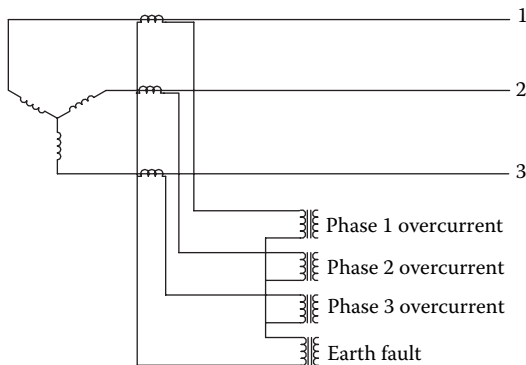 1
2
3
Phase 1 overcurrent
Phase 2 overcurrent
Phase 3 overcurrent
Earth fault